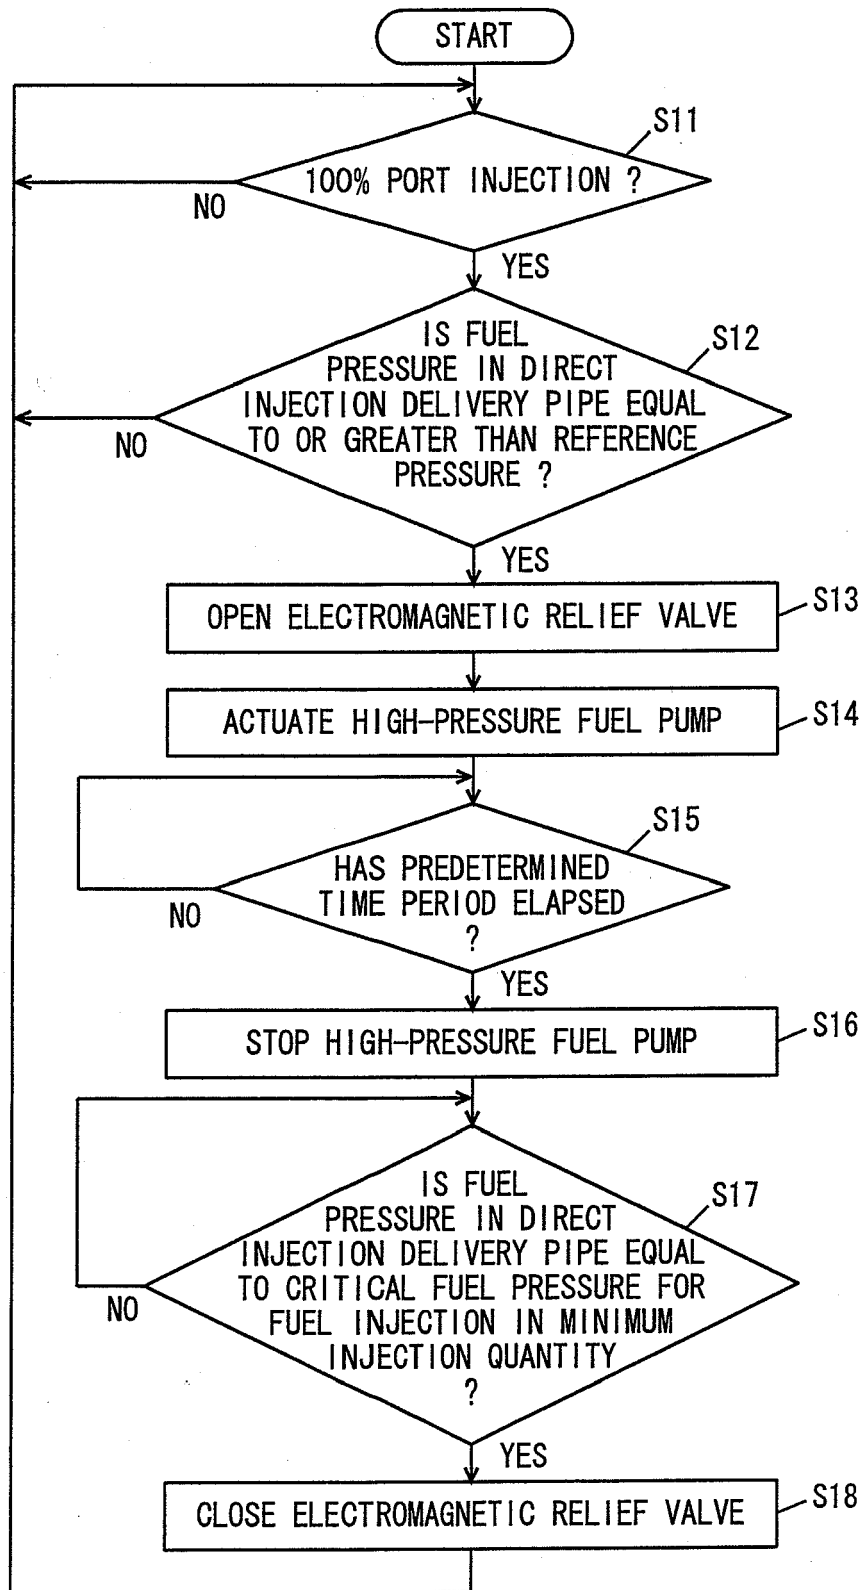 START
S11
100% PORT INJECTION ?
NO
YES
S12
IS FUEL
PRESSURE IN DIRECT
INJECTION DELIVERY PIPE EQUAL
TO OR GREATER THAN REFERENCE
PRESSURE ?
NO
YES
S13
OPEN ELECTROMAGNETIC RELIEF VALVE
S14
ACTUATE HIGH-PRESSURE FUEL PUMP
S15
HAS PREDETERMINED
TIME PERIOD ELAPSED
?
NO
YES
S16
STOP HIGH-PRESSURE FUEL PUMP
S17
IS FUEL
PRESSURE IN DIRECT
INJECTION DELIVERY PIPE EQUAL
TO CRITICAL FUEL PRESSURE FOR
FUEL INJECTION IN MINIMUM
INJECTION QUANTITY
?
NO
YES
S18
CLOSE ELECTROMAGNETIC RELIEF VALVE